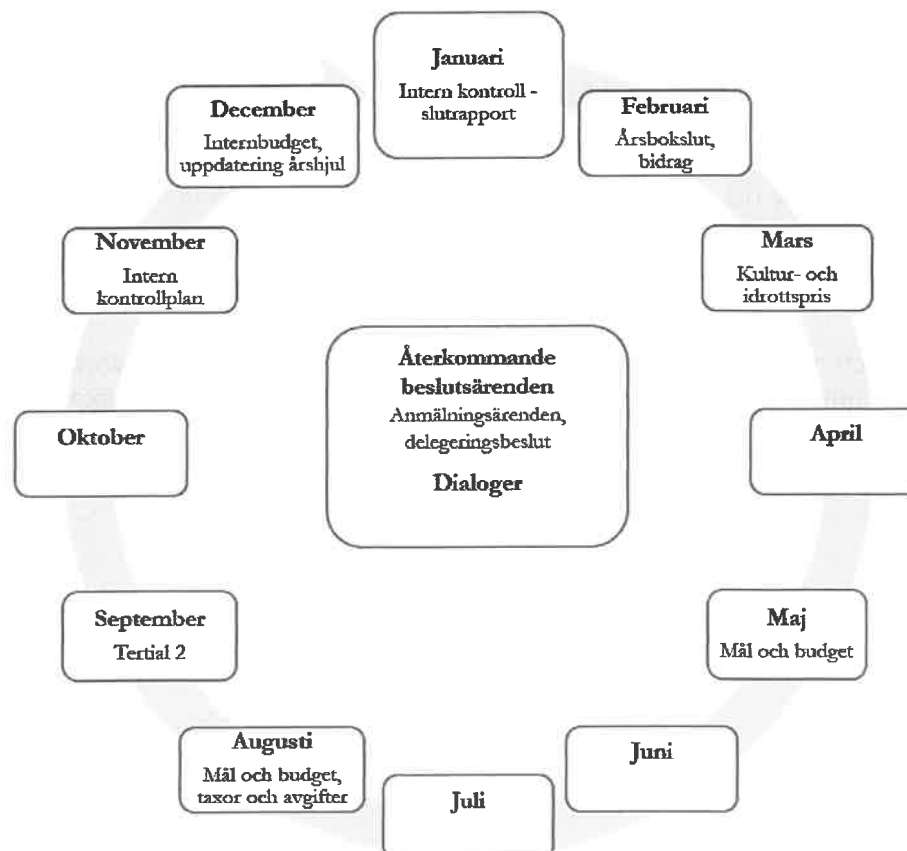 Januari
Intern kontroll -
slutrapport
Februari
Årsbokslut,
bidrag
Mars
Kultur- och
idrottspris
April
Maj
Mål och budget
Juni
Juli
Augusti
Mål och budget,
taxor och avgifter
September
Tertial 2
Oktober
November
Intern
kontrollplan
December
Internbudget,
uppdatering årshjul
Återkommande
beslutsärenden
Anmälningsärenden,
delegeringsbeslut
Dialoger